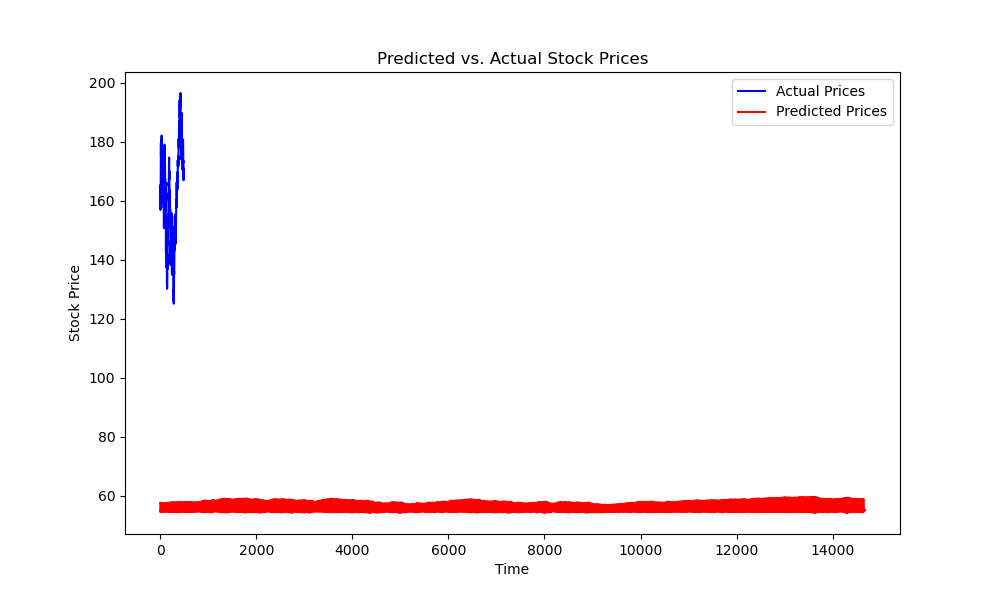 Predicted vs. Actual Stock Prices
Actual Prices
Predicted Prices
Stock Price
200
180
160
140
120
100
80
60
0 2000 4000 6000 8000 10000 12000 14000
Time